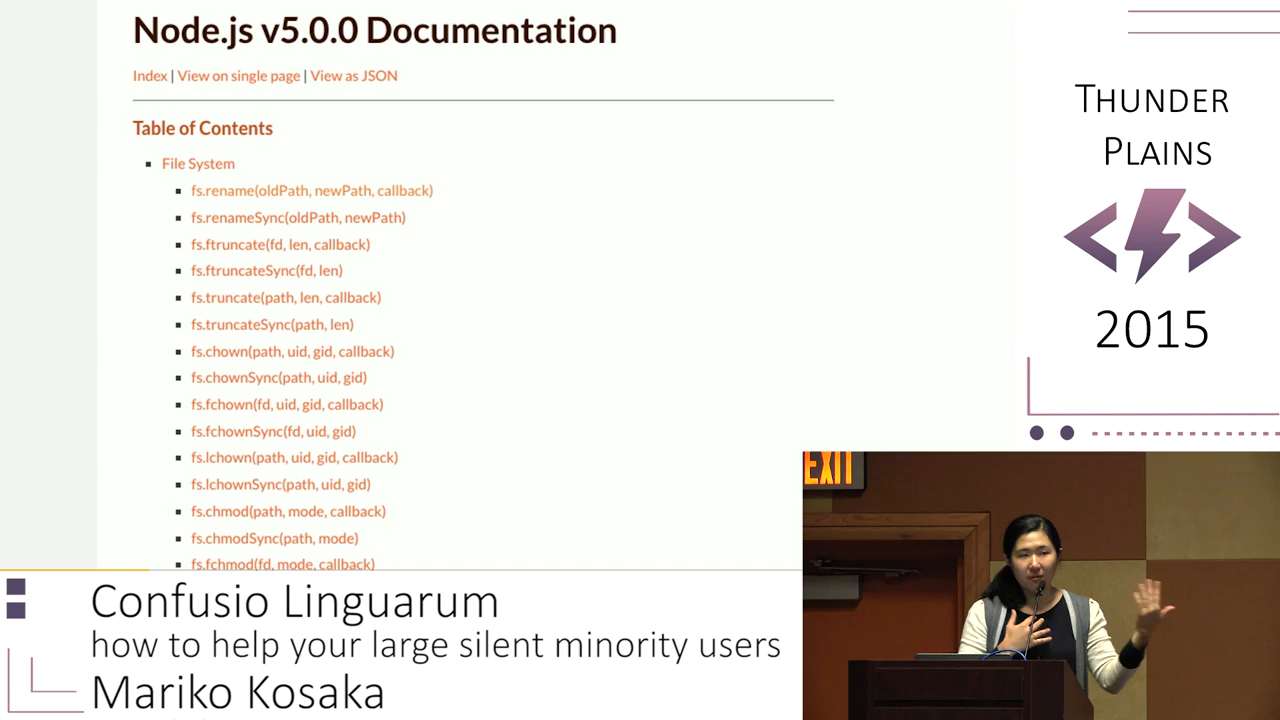 Node.js v5.0.0 Documentation
Index | View on single page | View as JSON
Table of Contents
File System
fs.rename(oldPath, newPath, callback)
fs.renameSync(oldPath, newPath)
fs.ftruncate(fd, len, callback)
fs.ftruncateSync(fd, len)
fs.truncate(path, len, callback)
fs.truncateSync(path, len)
fs.chown(path, uid, gid, callback)
fs.chownSync(path, uid, gid)
fs.fchown(fd, uid, gid, callback)
fs.fchownSync(fd, uid, gid)
fs.lchown(path, uid, gid, callback)
fs.lchownSync(path, uid, gid)
fs.chmod(path, mode, callback)
fs.chmodSync(path, mode)
fs.fchmod(fd, mode, callback)
THUNDER
PLAINS
2015
EXIT
Confusio Linguarum
how to help your large silent minority users
Mariko Kosaka